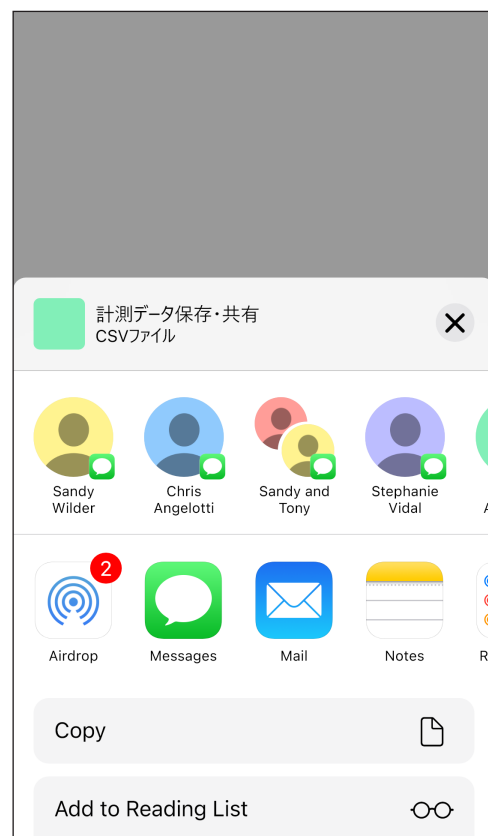 計測データ保存・共有
CSVファイル
Sandy
Wilder
Chris
Angelotti
Sandy and
Tony
Stephanie
Vidal
A
2
Airdrop
Messages
Mail
Notes
R
Copy
Add to Reading List